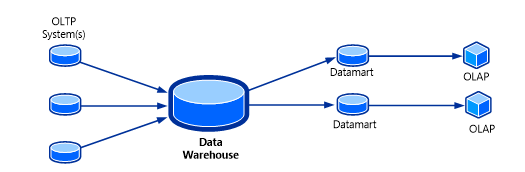 OLTP
System(s)
Datamart
OLAP
Datamart
OLAP
Data
Warehouse